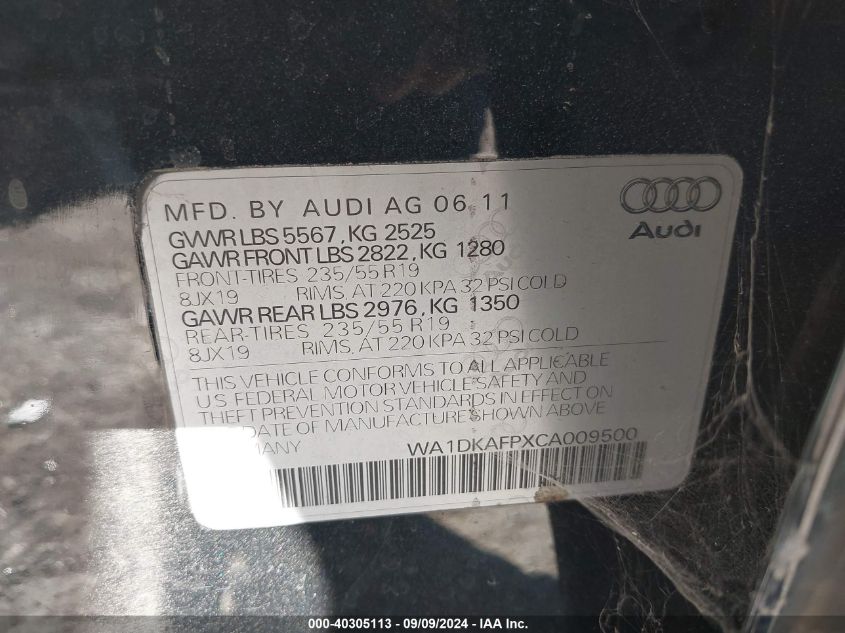 MFD. BY AUDI AG 06.11
GVWR LBS 5567, KG 2525
GAWR FRONT LBS 2822, KG 1280
FRONT-TIRES 235/55 R19
8JX19 RIMS, AT 220 KPA 32 PSI COLD
GAWR REAR LBS 2976, KG 1350
REAR-TIRES 235/55 R19
8JX19 RIMS, AT 220 KPA 32 PSI COLD
Audi
THIS VEHICLE CONFORMS TO ALL APPLICABLE
U S FEDERAL MOTOR VEHICLE SAFETY AND
THEFT PREVENTION STANDARDS IN EFFECT ON
DATE OF MANUFACTURE SHOWN ABOVE
MANY WA1DKAFPXCA009500
000-40305113 - 09/09/2024 - IAA Inc.